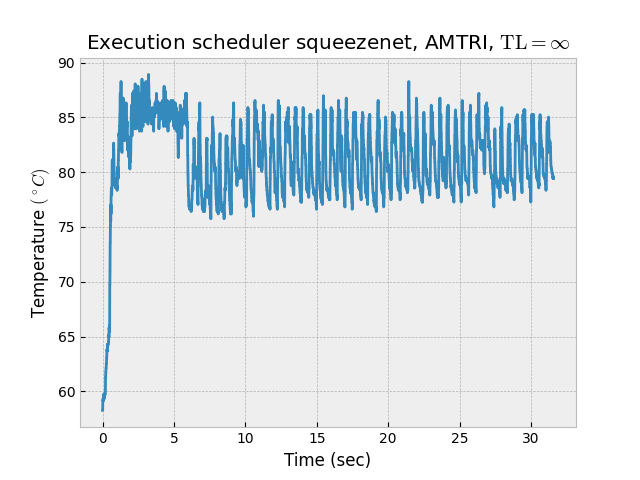 Execution scheduler squeezenet, AMTRI, TL = ∞
90
85
80
75
70
65
60
Temperature (°C)
0 5 10 15 20 25 30
Time (sec)